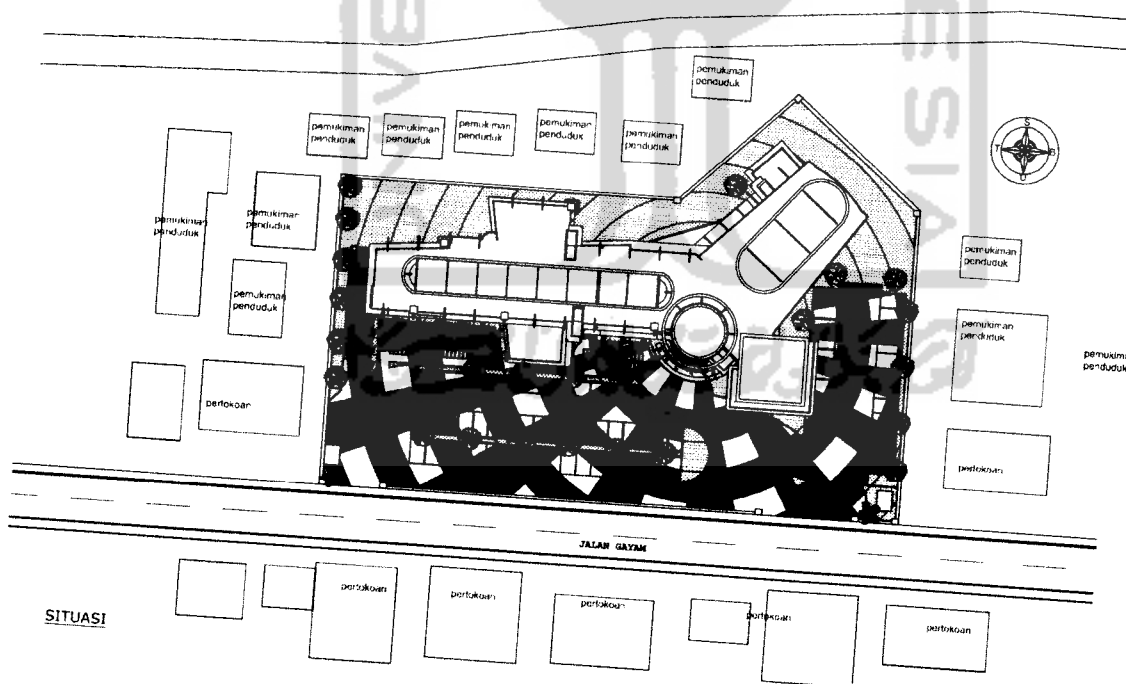 pemukiman
penduduk
pemukiman
penduduk
pemukiman
penduduk
pemukiman
penduduk
pemukiman
penduduk
pemukiman
penduduk
S
T
B
U
pemukiman
penduduk
pemukiman
penduduk
pemukiman
penduduk
pemukiman
penduduk
pemukiman
penduduk
pemukim
penduduk
pertokoan
pertokoan
JALAN GAYAM
pertokoan
pertokoan
pertokoan
pertokoan
pertokoan
SITUASI